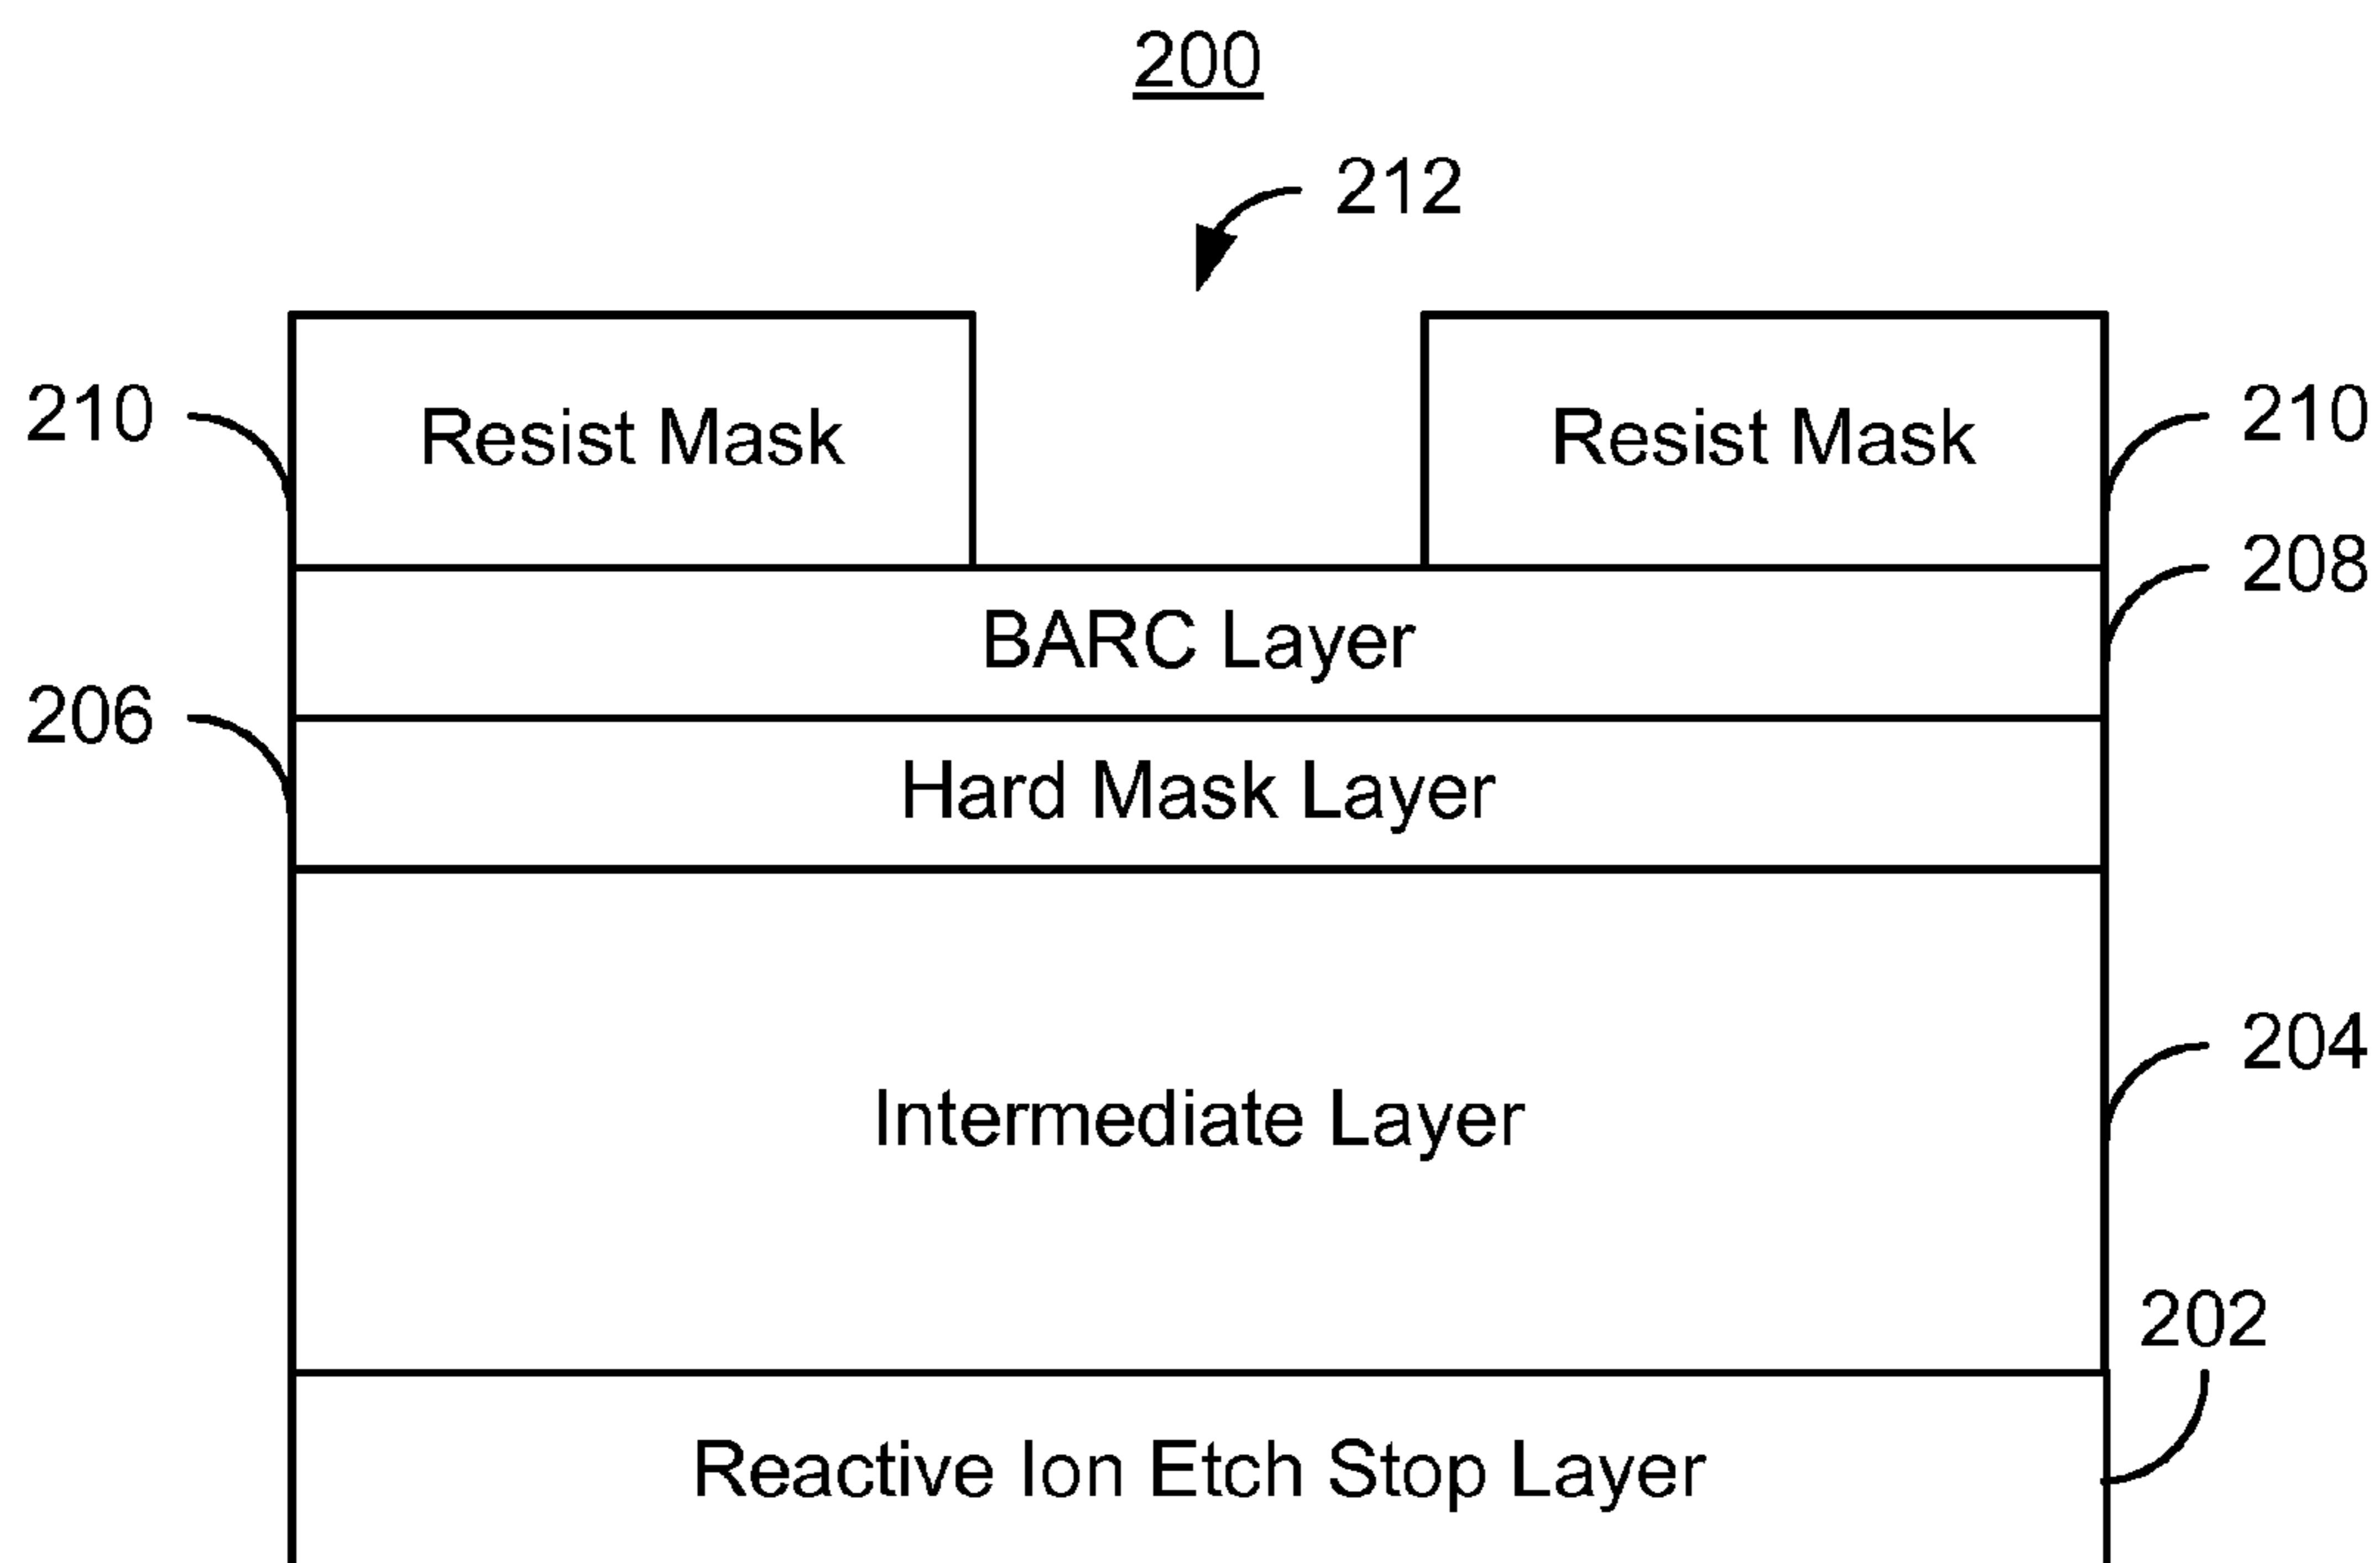 200
212
210
Resist Mask
Resist Mask
210
208
BARC Layer
206
Hard Mask Layer
204
Intermediate Layer
202
Reactive Ion Etch Stop Layer